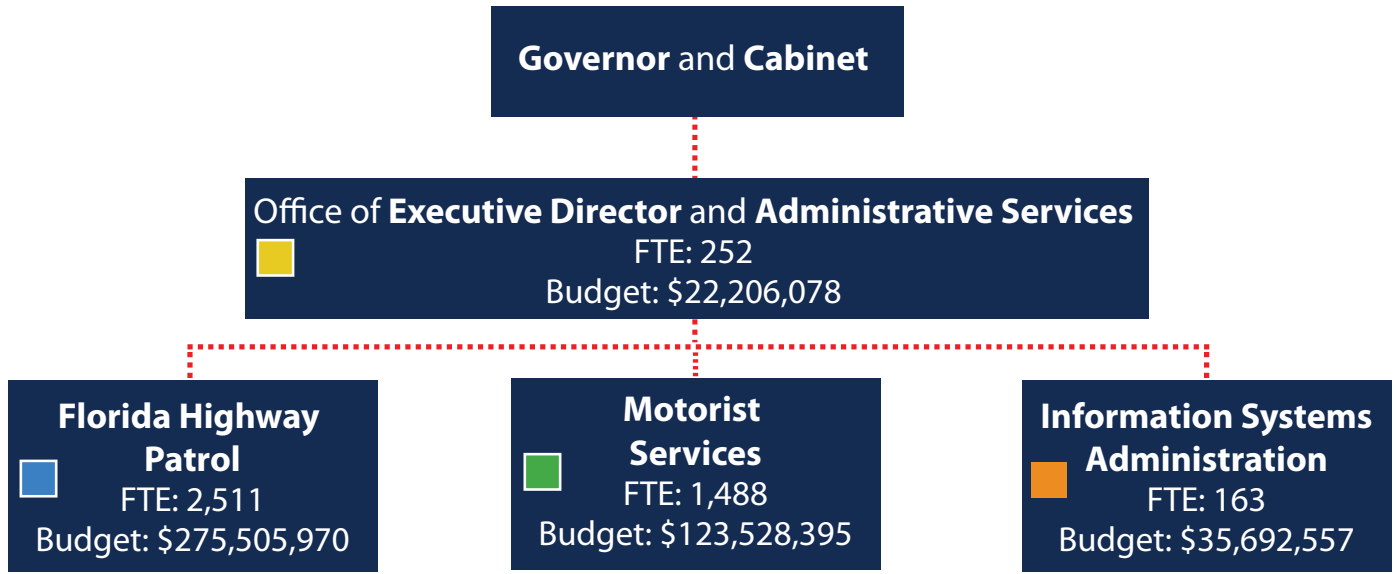 Governor and Cabinet
Office of Executive Director and Administrative Services
FTE: 252
Budget: $22,206,078
Florida Highway
Patrol
FTE: 2,511
Budget: $275,505,970
Motorist
Services
FTE: 1,488
Budget: $123,528,395
Information Systems
Administration
FTE: 163
Budget: $35,692,557